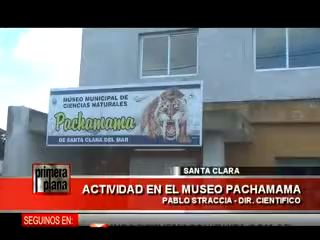 MUSEO MUNICIPAL DE
CIENCIAS NATURALES
Pachamama
DE SANTA CLARA DEL MAR
SANTA CLARA
primera
plana
ACTIVIDAD EN EL MUSEO PACHAMAMA
PABLO STRACCIA - DIR. CIENTIFICO
SEGUINOS EN: